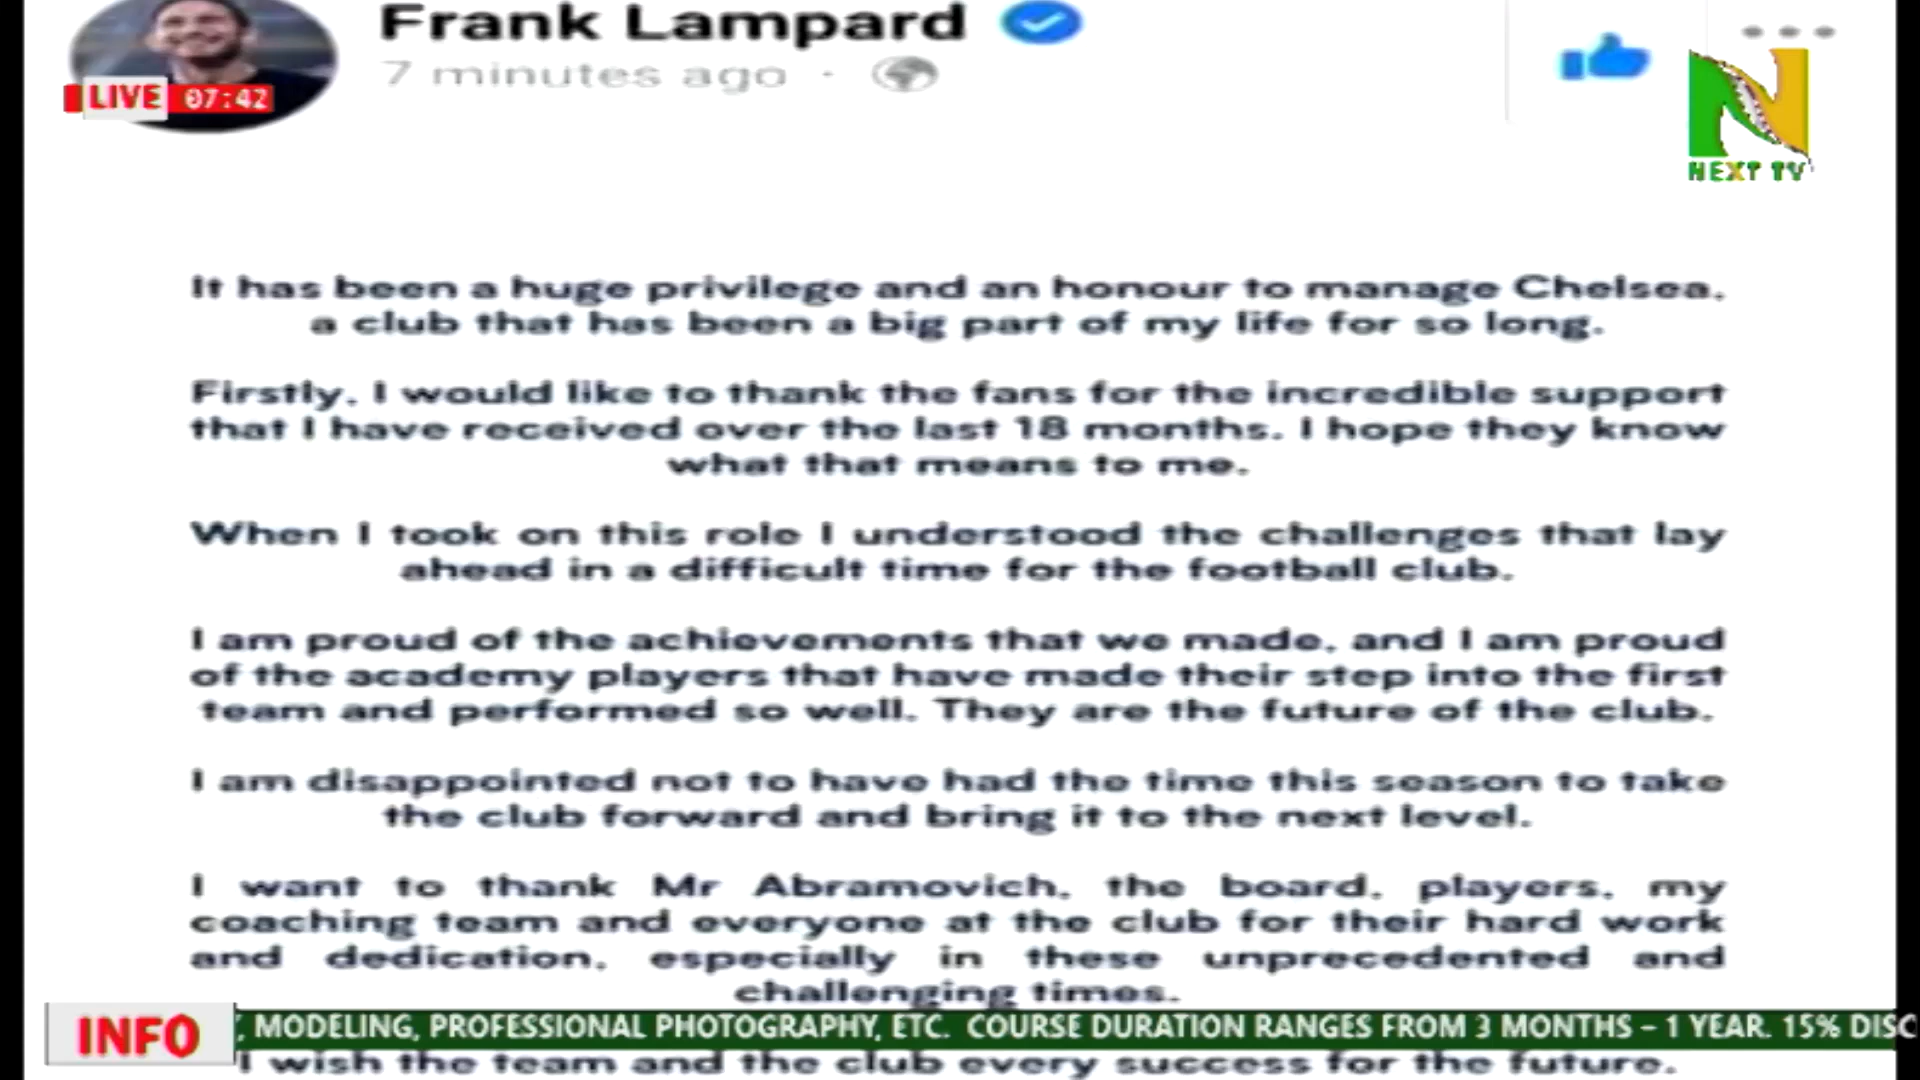 Frank Lampard
7 minutes ago ·
LIVE 07:42
NEXT TV
It has been a huge privilege and an honour to manage Chelsea,
a club that has been a big part of my life for so long.
Firstly, I would like to thank the fans for the incredible support
that I have received over the last 18 months. I hope they know
what that means to me.
When I took on this role I understood the challenges that lay
ahead in a difficult time for the football club.
I am proud of the achievements that we made, and I am proud
of the academy players that have made their step into the first
team and performed so well. They are the future of the club.
I am disappointed not to have had the time this season to take
the club forward and bring it to the next level.
I want to thank Mr Abramovich, the board, players, my
coaching team and everyone at the club for their hard work
and dedication, especially in these unprecedented and
challenging times.
INFO , MODELING, PROFESSIONAL PHOTOGRAPHY, ETC. COURSE DURATION RANGES FROM 3 MONTHS – 1 YEAR. 15% DISC
I wish the team and the club every success for the future.